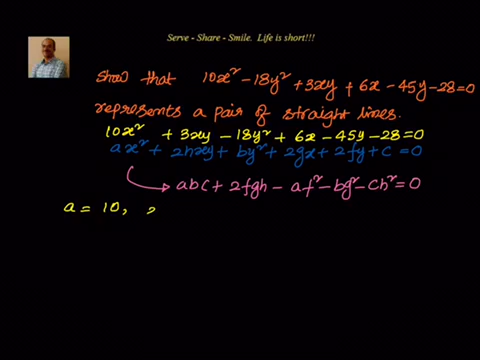 Serve - Share - Smile. Life is short!!!
Show that 10x² - 18y² + 3xy + 6x - 45y - 28 = 0
represents a pair of straight lines.
10x² + 3xy - 18y² + 6x - 45y - 28 = 0
ax² + 2hxy + by² + 2gx + 2fy + c = 0
abc + 2fgh - af² - bg² - ch² = 0
a = 10,